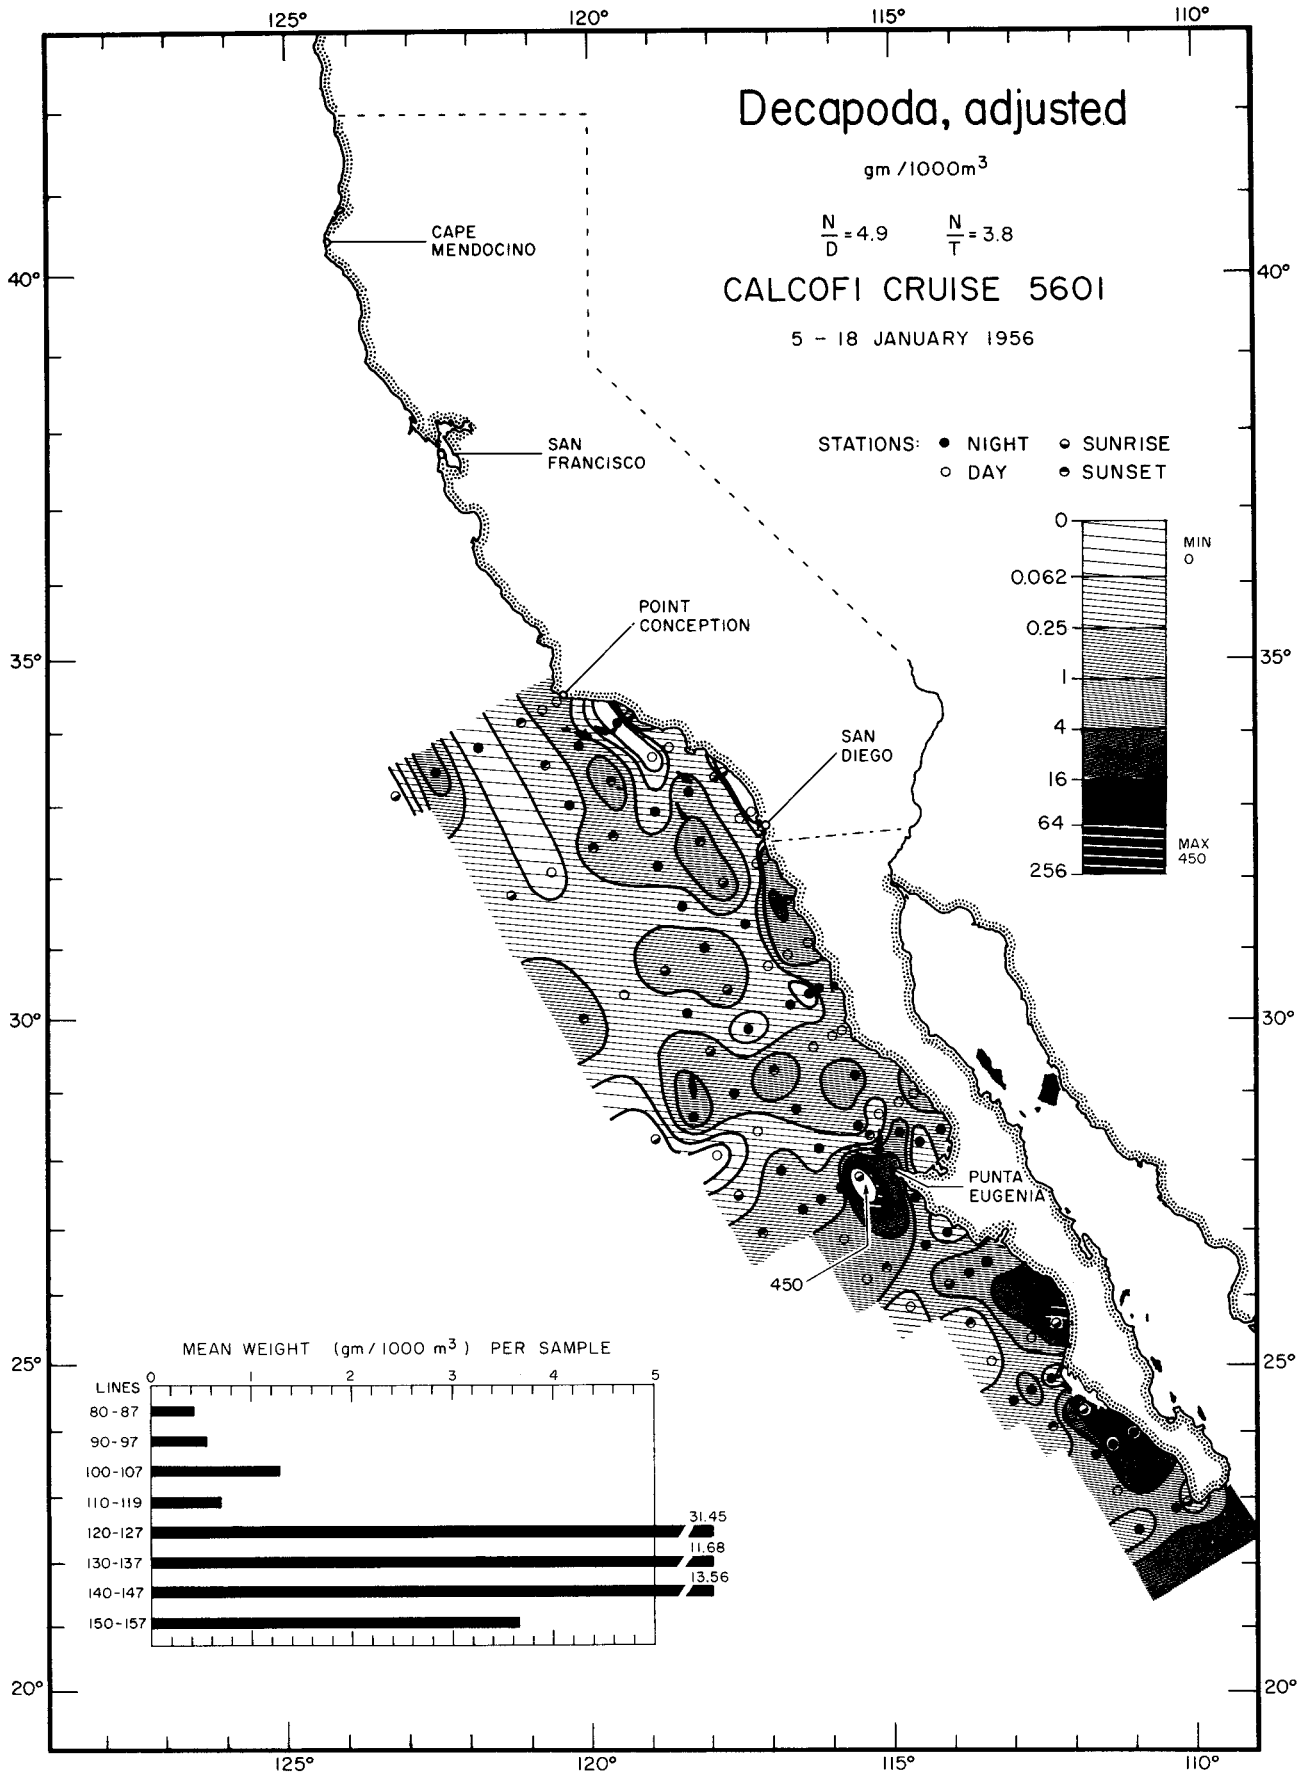 125° 120° 115° 110°
Decapoda, adjusted
gm /1000m³
N/D = 4.9 N/T = 3.8
CALCOFI CRUISE 5601
5 - 18 JANUARY 1956
CAPE
MENDOCINO
40° 40°
STATIONS: ● NIGHT SUNRISE
○ DAY SUNSET
SAN
FRANCISCO
0
MIN
0
0.062
0.25
1
4
16
64
MAX
450
256
POINT
CONCEPTION
35° 35°
SAN
DIEGO
30° 30°
PUNTA
EUGENIA
450
25° 25°
MEAN WEIGHT (gm/1000 m³) PER SAMPLE
LINES 0 1 2 3 4 5
80-87
90-97
100-107
110-119
120-127 31.45
130-137 11.68
140-147 13.56
150-157
20° 20°
125° 120° 115° 110°